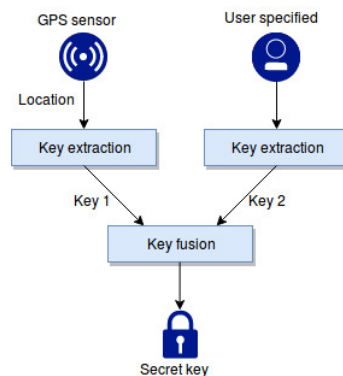 GPS sensor
User specified
Location
Key extraction
Key extraction
Key 1
Key 2
Key fusion
Secret key